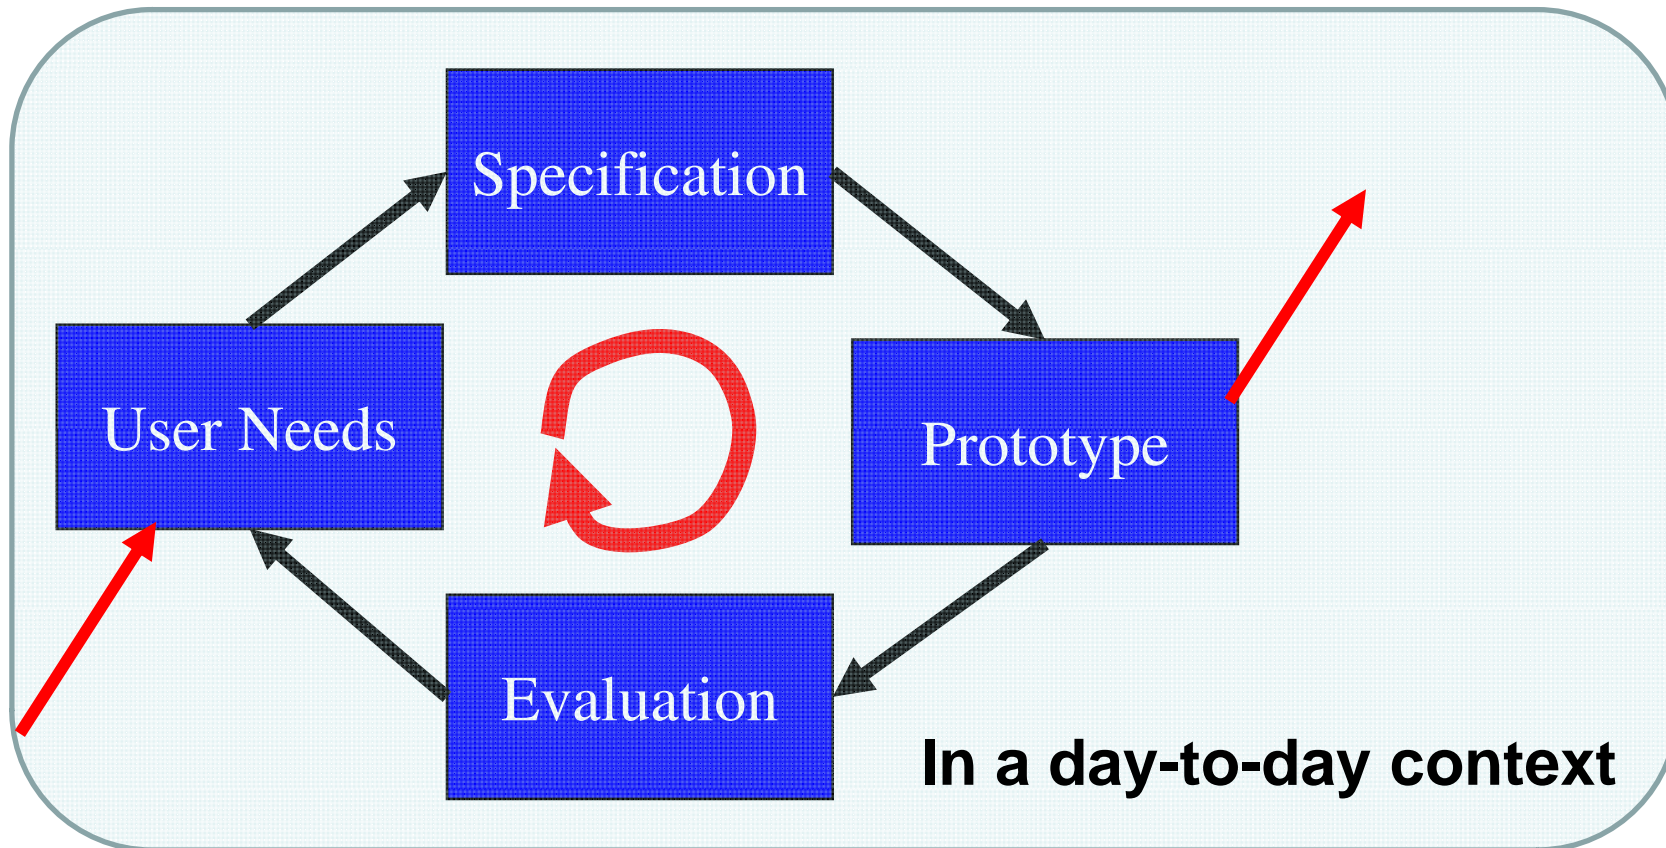 Specification
User Needs
Prototype
Evaluation
In a day-to-day context